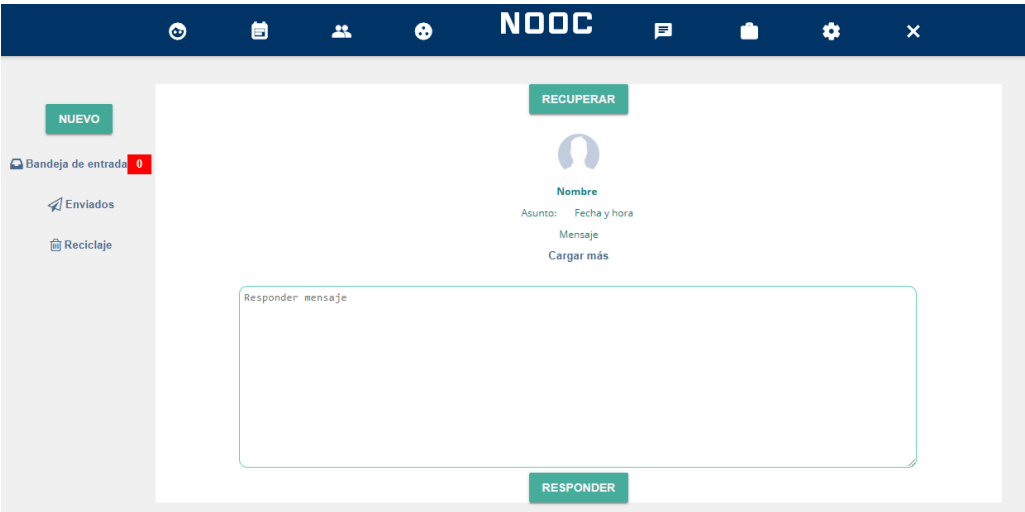 NOOC
NUEVO
Bandeja de entrada 0
Enviados
Reciclaje
RECUPERAR
Nombre
Asunto: Fecha y hora
Mensaje
Cargar más
Responder mensaje
RESPONDER